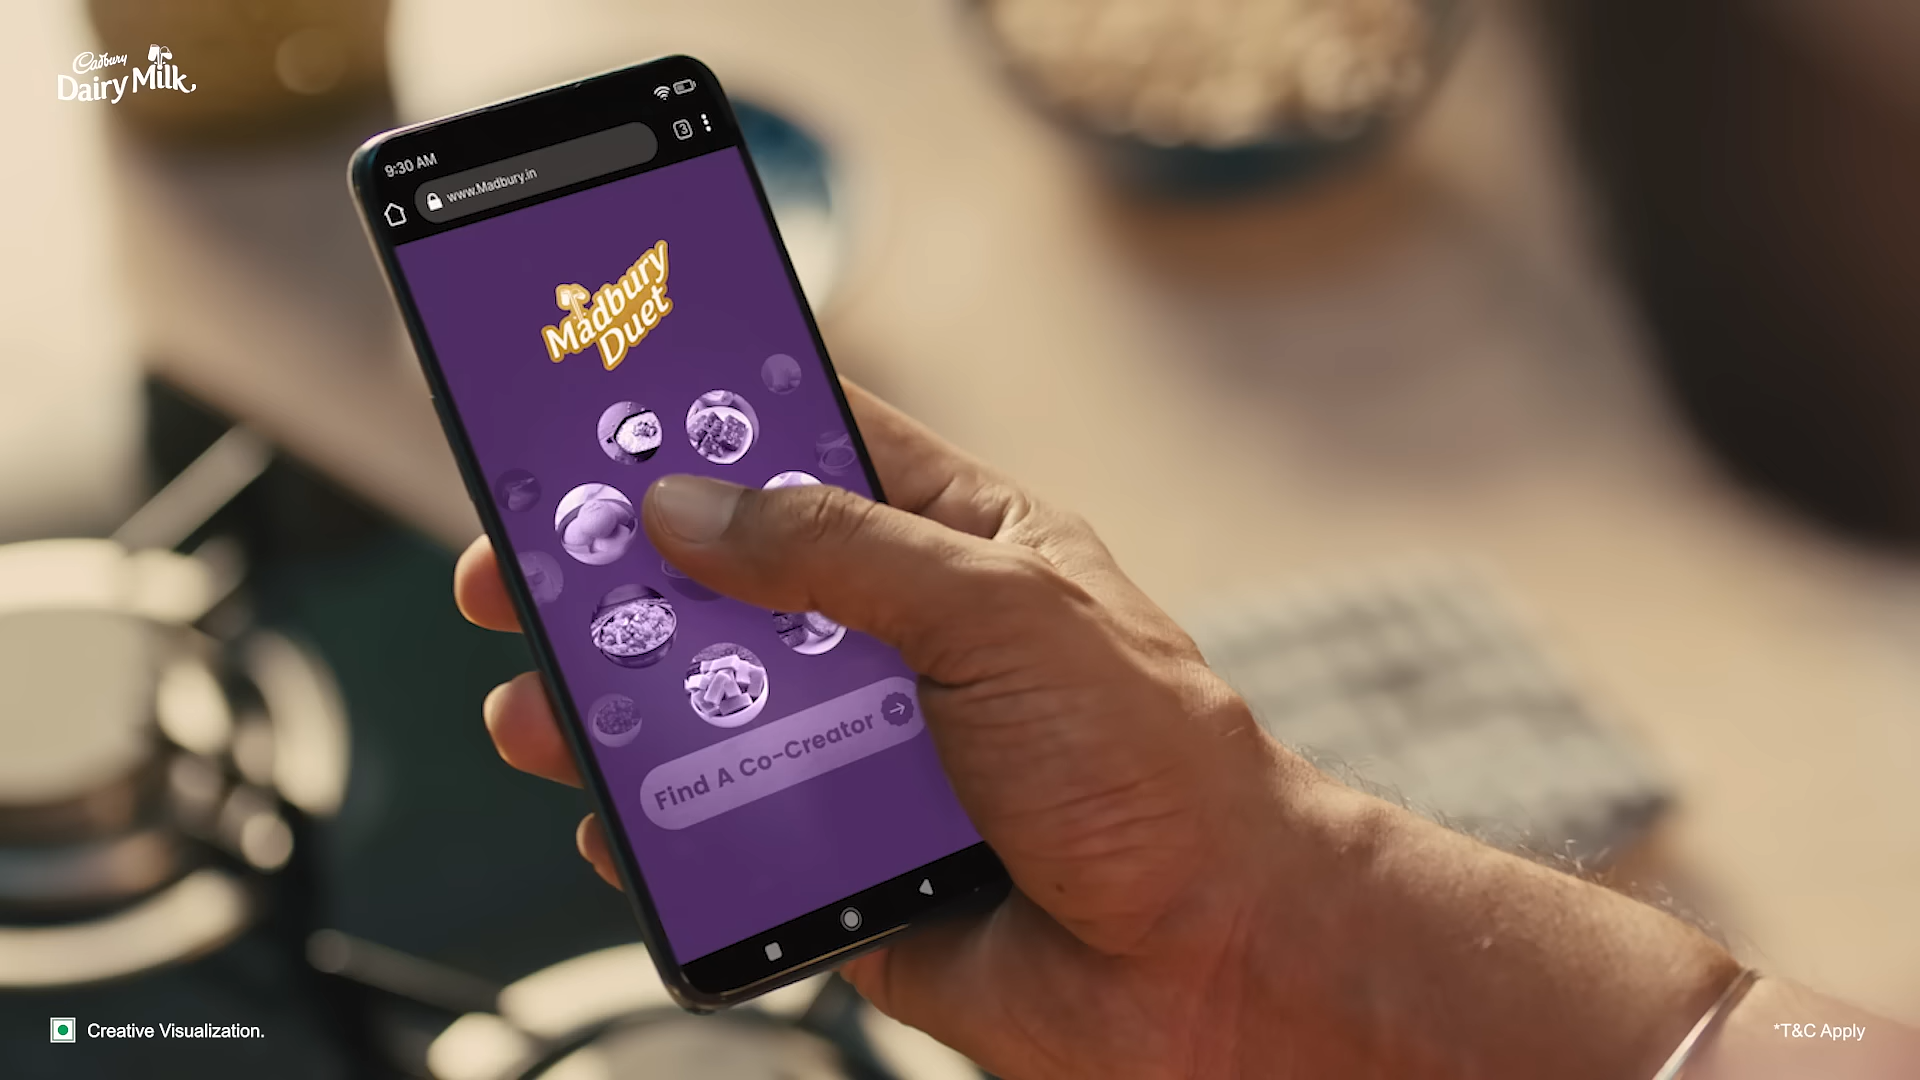 Cadbury
Dairy Milk
9:30 AM
3
www.Madbury.in
Madbury
Duet
Find A Co-Creator
Creative Visualization.
*T&C Apply